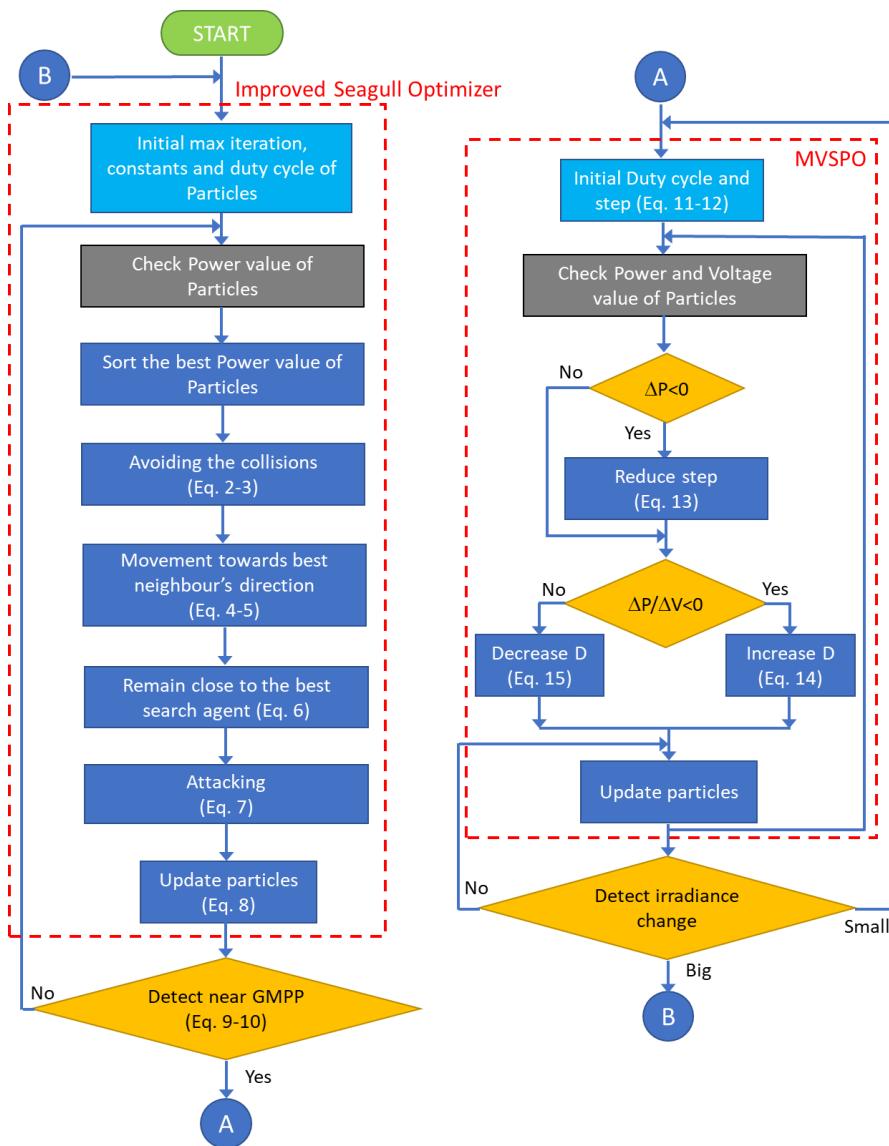 START
B
Improved Seagull Optimizer
Initial max iteration,
constants and duty cycle of
Particles
Check Power value of
Particles
Sort the best Power value of
Particles
Avoiding the collisions
(Eq. 2-3)
Movement towards best
neighbour's direction
(Eq. 4-5)
Remain close to the best
search agent (Eq. 6)
Attacking
(Eq. 7)
Update particles
(Eq. 8)
No
Detect near GMPP
(Eq. 9-10)
Yes
A
A
MVSPO
Initial Duty cycle and
step (Eq. 11-12)
Check Power and Voltage
value of Particles
No
ΔP<0
Yes
Reduce step
(Eq. 13)
No
ΔP/ΔV<0
Yes
Decrease D
(Eq. 15)
Increase D
(Eq. 14)
Update particles
No
Detect irradiance
change
Small
Big
B